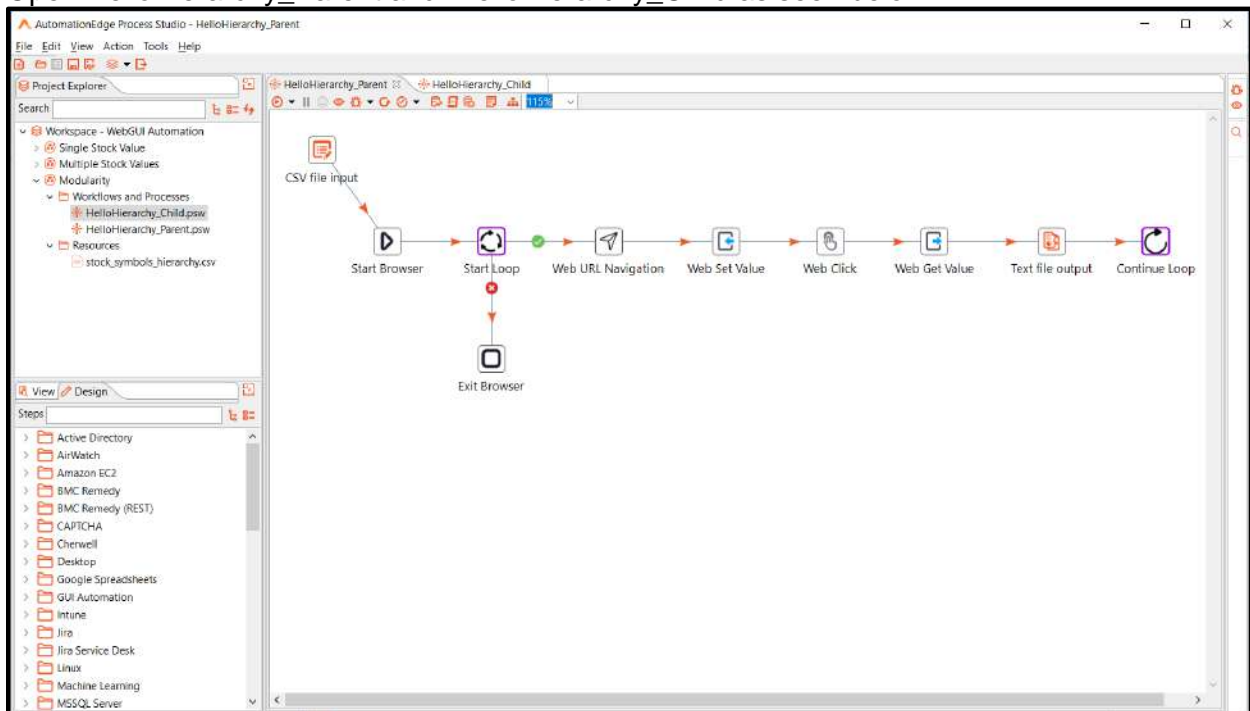 AutomationEdge Process Studio - HelloHierarchy_Parent
File Edit View Action Tools Help
Project Explorer
Search
Workspace - WebGUI Automation
Single Stock Value
Multiple Stock Values
Modularity
Workflows and Processes
HelloHierarchy_Child.psw
HelloHierarchy_Parent.psw
Resources
stock_symbols_hierarchy.csv
View Design
Steps
Active Directory
AirWatch
Amazon EC2
BMC Remedy
BMC Remedy (REST)
CAPTCHA
Cherwell
Desktop
Google Spreadsheets
GUI Automation
Intune
Jira
Jira Service Desk
Linux
Machine Learning
MSSQL Server
HelloHierarchy_Parent HelloHierarchy_Child
115%
CSV file input
Start Browser Start Loop Web URL Navigation Web Set Value Web Click Web Get Value Text file output Continue Loop
Exit Browser